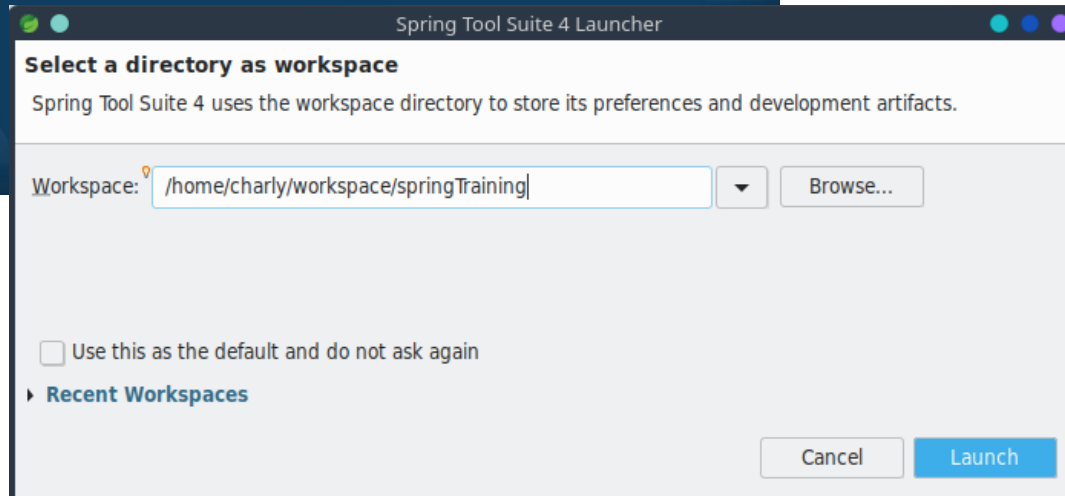 Spring Tool Suite 4 Launcher
Select a directory as workspace
Spring Tool Suite 4 uses the workspace directory to store its preferences and development artifacts.
Workspace: /home/charly/workspace/springTraining Browse...
Use this as the default and do not ask again
Recent Workspaces
Cancel Launch